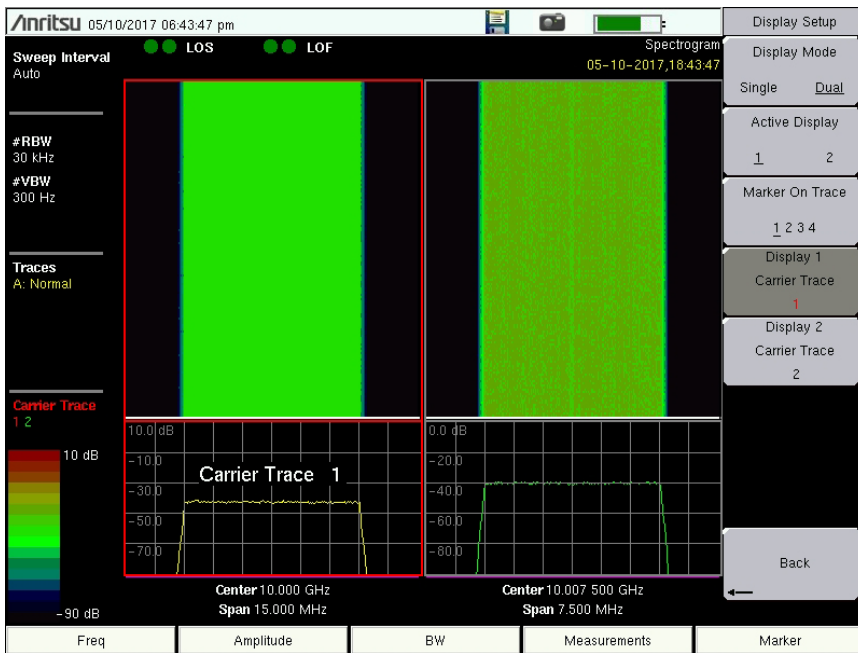 Anritsu 05/10/2017 06:43:47 pm
Display Setup
Sweep Interval
Auto
#RBW
30 kHz
#VBW
300 Hz
Traces
A: Normal
Carrier Trace
1 2
10 dB
-90 dB
LOS
LOF
Spectrogram
05-10-2017,18:43:47
10.0 dB
-10.0
-30.0
-50.0
-70.0
Carrier Trace 1
0.0 dB
-20.0
-40.0
-60.0
-80.0
Center 10.000 GHz
Span 15.000 MHz
Center 10.007 500 GHz
Span 7.500 MHz
Display Mode
Single Dual
Active Display
1 2
Marker On Trace
1 2 3 4
Display 1
Carrier Trace
1
Display 2
Carrier Trace
2
Back
Freq
Amplitude
BW
Measurements
Marker